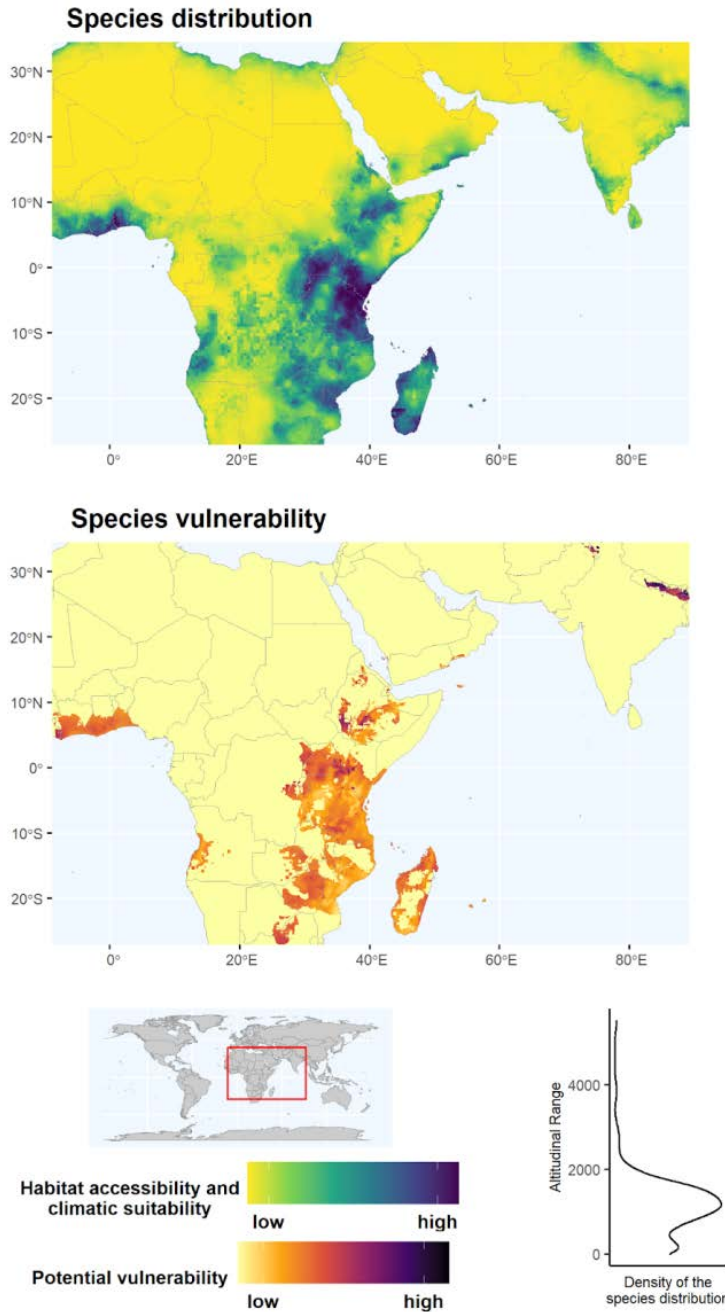 Species distribution
30°N
20°N
10°N
0°
10°S
20°S
0°
20°E
40°E
60°E
80°E
Species vulnerability
30°N
20°N
10°N
0°
10°S
20°S
0°
20°E
40°E
60°E
80°E
Habitat accessibility and
climatic suitability
low
high
Potential vulnerability
low
high
Altitudinal Range
4000
2000
0
Density of the
species distribution